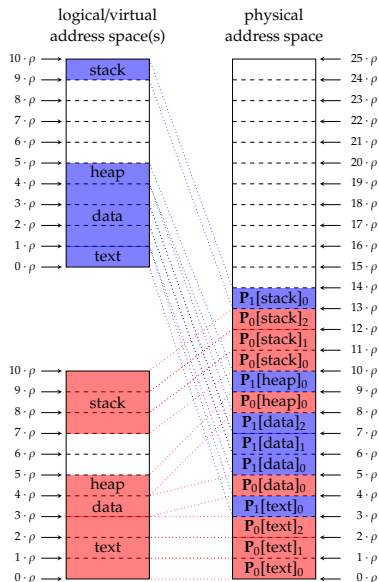 logical/virtual
address space(s)
10 · ρ
9 · ρ
8 · ρ
7 · ρ
6 · ρ
5 · ρ
4 · ρ
3 · ρ
2 · ρ
1 · ρ
0 · ρ
stack
heap
data
text
10 · ρ
9 · ρ
8 · ρ
7 · ρ
6 · ρ
5 · ρ
4 · ρ
3 · ρ
2 · ρ
1 · ρ
0 · ρ
stack
heap
data
text
physical
address space
P₁[stack]₀
P₀[stack]₂
P₀[stack]₁
P₀[stack]₀
P₁[heap]₀
P₀[heap]₀
P₁[data]₂
P₁[data]₁
P₁[data]₀
P₀[data]₀
P₁[text]₀
P₀[text]₂
P₀[text]₁
P₀[text]₀
25 · ρ
24 · ρ
23 · ρ
22 · ρ
21 · ρ
20 · ρ
19 · ρ
18 · ρ
17 · ρ
16 · ρ
15 · ρ
14 · ρ
13 · ρ
12 · ρ
11 · ρ
10 · ρ
9 · ρ
8 · ρ
7 · ρ
6 · ρ
5 · ρ
4 · ρ
3 · ρ
2 · ρ
1 · ρ
0 · ρ